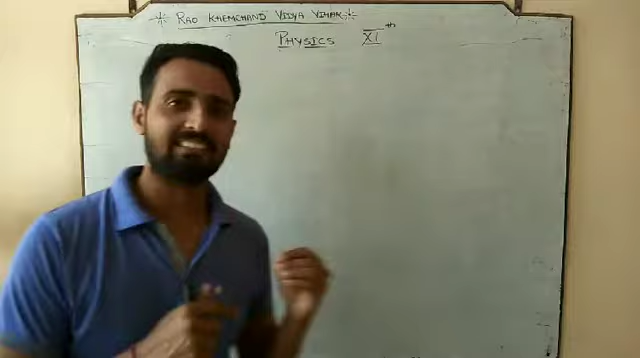 * RAO KHEMCHAND VIDYA VIHAR *
PHYSICS XI th